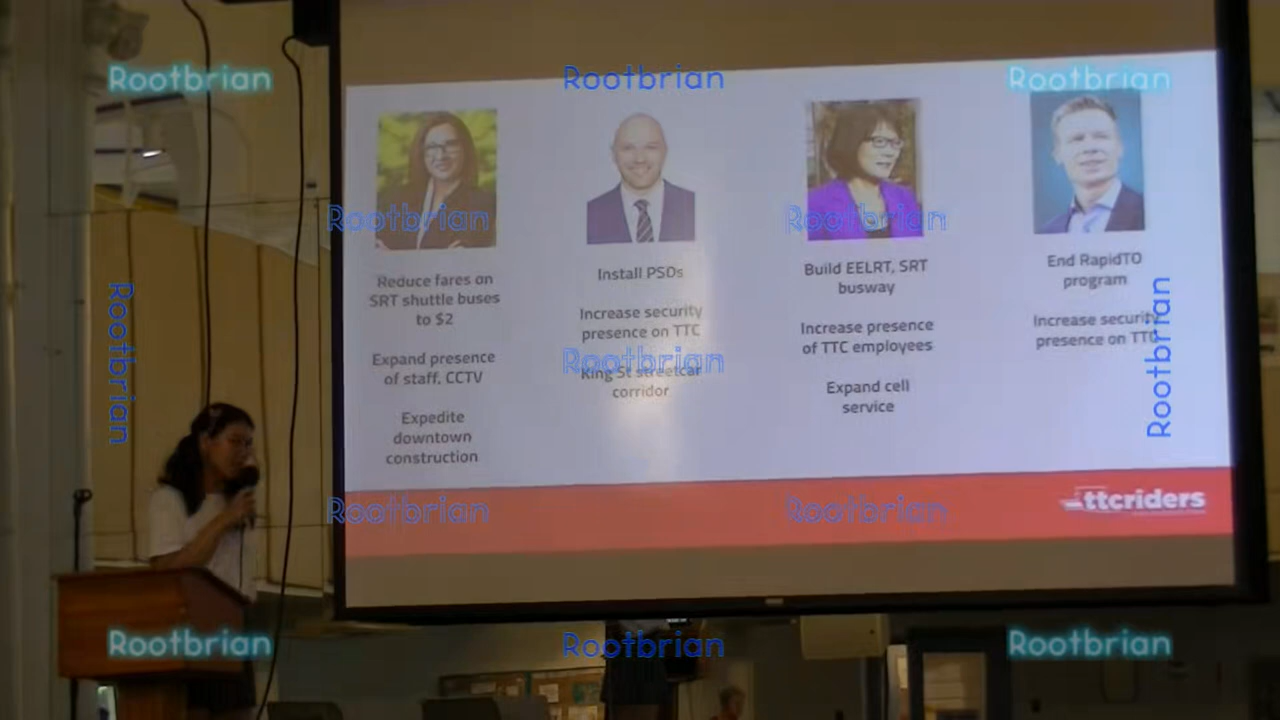 Rootbrian
Rootbrian
Rootbrian
Rootbrian
Rootbrian
Reduce fares on
SRT shuttle buses
to $2
Expand presence
of staff, CCTV
Expedite
downtown
construction
Install PSDs
Increase security
presence on TTC
King St streetcar
corridor
Build EELRT, SRT
busway
Increase presence
of TTC employees
Expand cell
service
End RapidTO
program
Increase security
presence on TTC
Rootbrian
Rootbrian
Rootbrian
Rootbrian
Rootbrian
ttcriders
Rootbrian
Rootbrian
Rootbrian